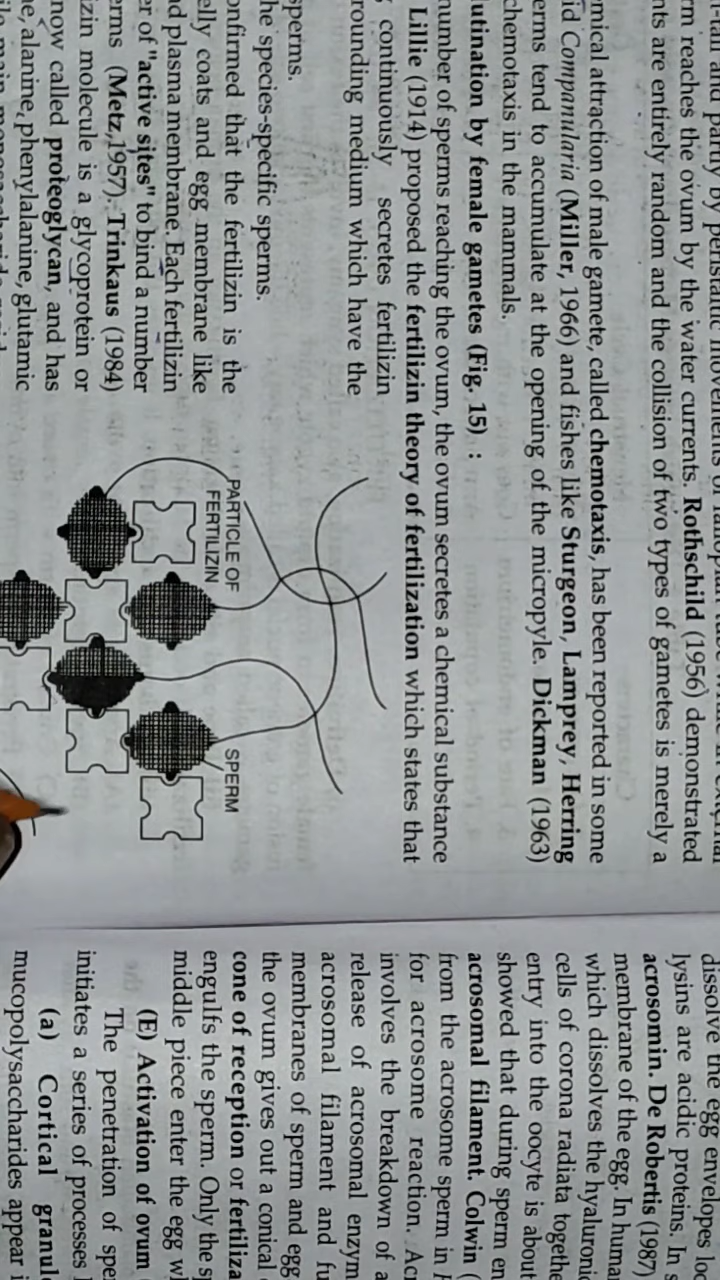 rm reaches the ovum by the water currents. Rothschild (1956) demonstrated
nts are entirely random and the collision of two types of gametes is merely a
mical attraction of male gamete, called chemotaxis, has been reported in some
id Companularia (Miller, 1966) and fishes like Sturgeon, Lamprey, Herring
erms tend to accumulate at the opening of the micropyle. Dickman (1963)
chemotaxis in the mammals.
lutination by female gametes (Fig. 15) :
number of sperms reaching the ovum, the ovum secretes a chemical substance
Lillie (1914) proposed the fertilizin theory of fertilization which states that
continuously secretes fertilizin
rounding medium which have the
sperms.
he species-specific sperms.
onfirmed that the fertilizin is the
elly coats and egg membrane like
nd plasma membrane. Each fertilizin
er of "active sites" to bind a number
erms (Metz,1957). Trinkaus (1984)
izin molecule is a glycoprotein or
now called proteoglycan, and has
ne, alanine, phenylalanine, glutamic
PARTICLE OF
FERTILIZIN
SPERM
dissolve the egg envelopes lo
lysins are acidic proteins. In
acrosomin. De Robertis (1987)
membrane of the egg. In huma
which dissolves the hyaluroni
cells of corona radiata togethe
entry into the oocyte is about
showed that during sperm en
acrosomal filament. Colwin (
from the acrosome sperm in
for acrosome reaction. Acr
involves the breakdown of a
release of acrosomal enzym
acrosomal filament and fu
membranes of sperm and egg
the ovum gives out a conical
cone of reception or fertiliza
engulfs the sperm. Only the s
middle piece enter the egg w
(E) Activation of ovum
The penetration of spe
initiates a series of processes
(a) Cortical granul
mucopolysaccharides appear i